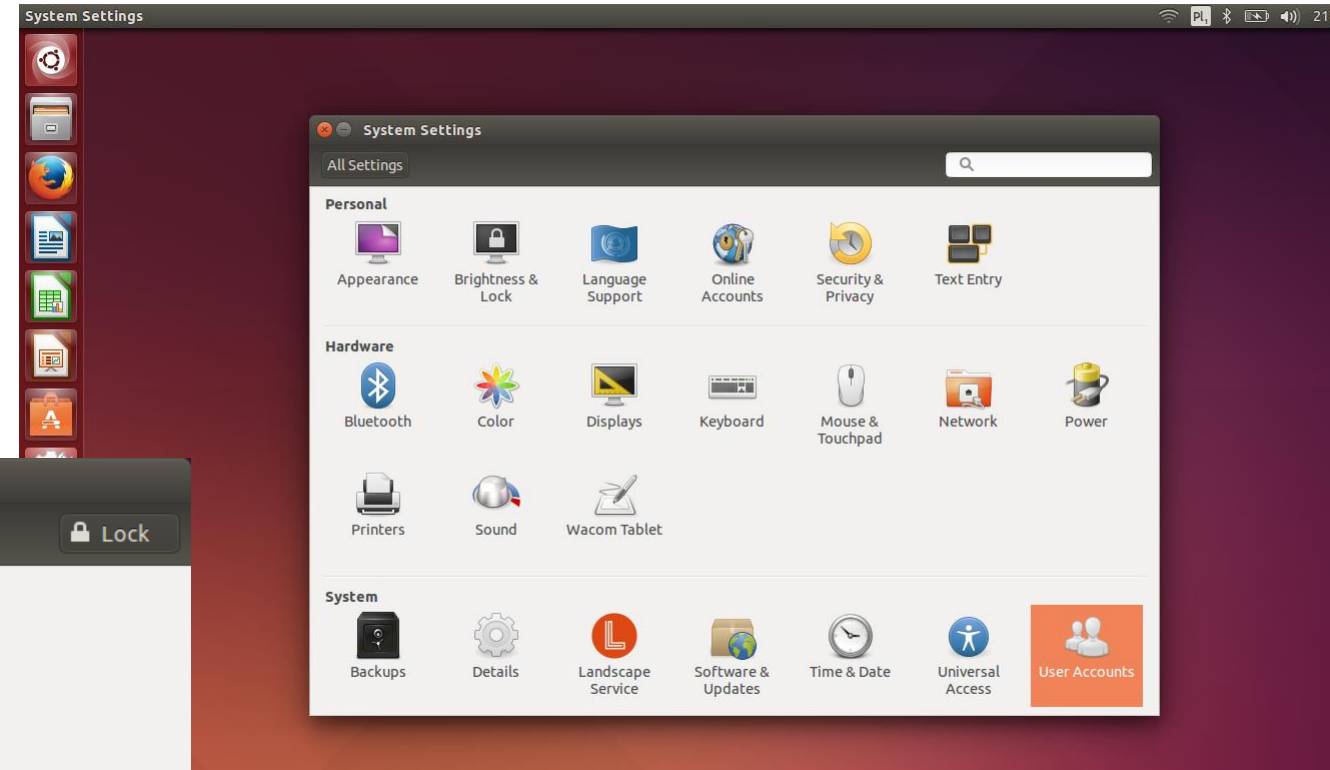 System Settings
Pl1
21
System Settings
All Settings
Personal
Appearance
Brightness &
Lock
Language
Support
Online
Accounts
Security &
Privacy
Text Entry
Hardware
Bluetooth
Color
Displays
Keyboard
Mouse &
Touchpad
Network
Power
Printers
Sound
Wacom Tablet
Lock
System
Backups
Details
Landscape
Service
Software &
Updates
Time & Date
Universal
Access
User Accounts